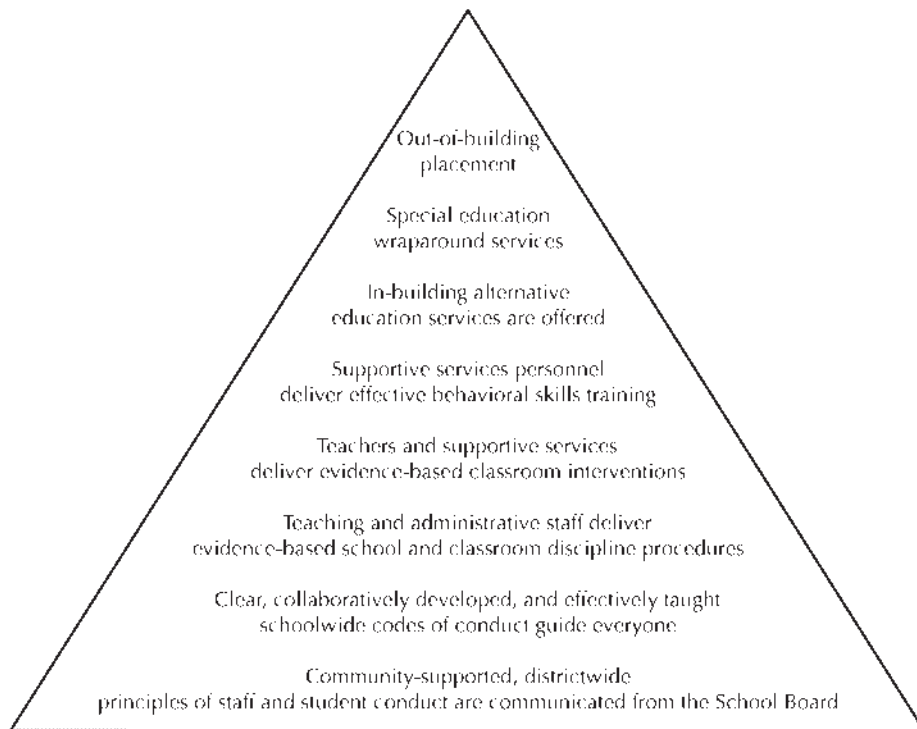 Out-of-building
placement
Special education
wraparound services
In-building alternative
education services are offered
Supportive services personnel
deliver effective behavioral skills training
Teachers and supportive services
deliver evidence-based classroom interventions
Teaching and administrative staff deliver
evidence-based school and classroom discipline procedures
Clear, collaboratively developed, and effectively taught
schoolwide codes of conduct guide everyone
Community-supported, districtwide
principles of staff and student conduct are communicated from the School Board